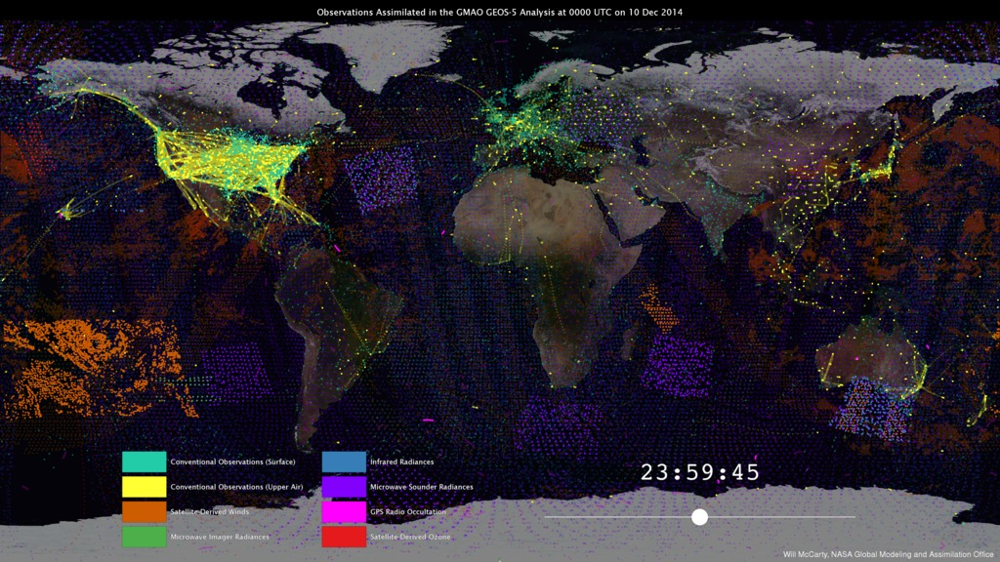 Observations Assimilated in the GMAO GEOS-5 Analysis at 0000 UTC on 10 Dec 2014
Conventional Observations (Surface)
Conventional Observations (Upper Air)
Satellite-Derived Winds
Microwave Imager Radiances
Infrared Radiances
Microwave Sounder Radiances
GPS Radio Occultation
Satellite-Derived Ozone
23:59:45
Will McCarty, NASA Global Modeling and Assimilation Office